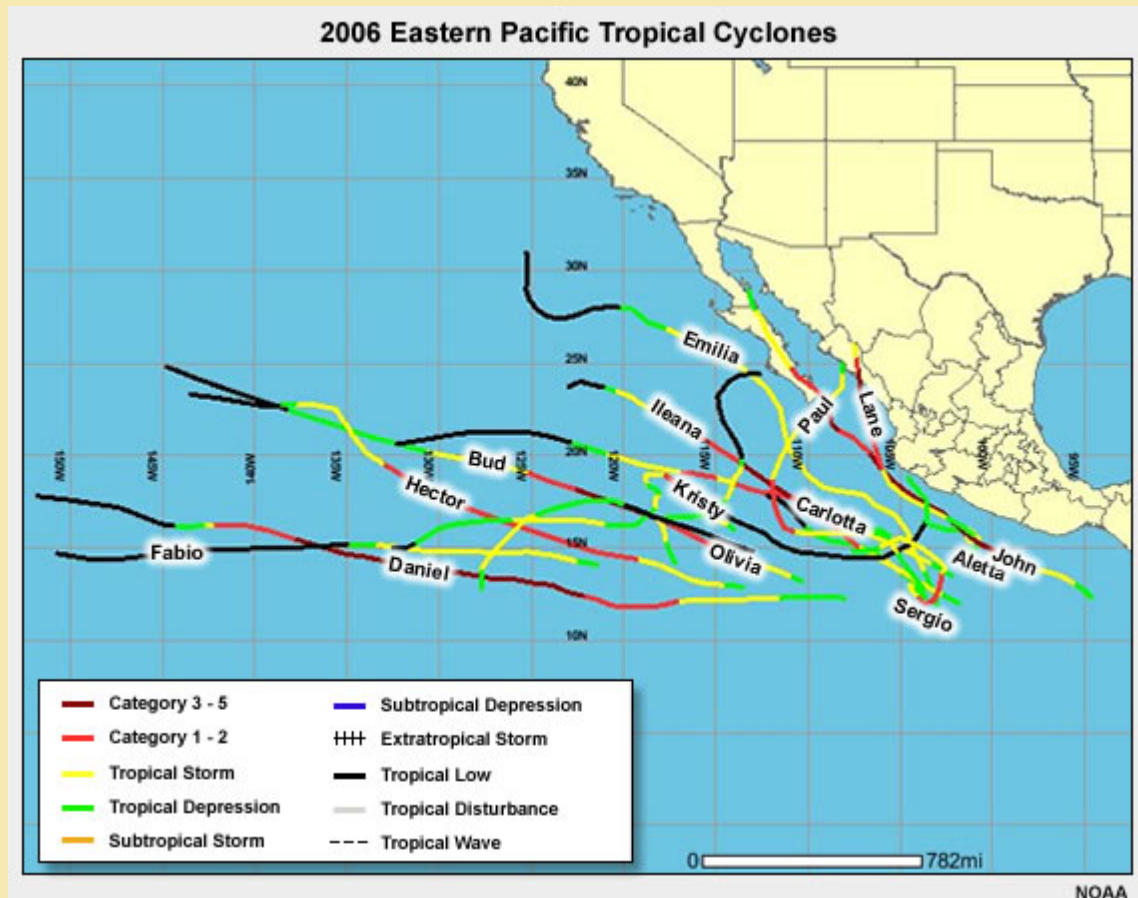 2006 Eastern Pacific Tropical Cyclones
40N
35N
30N
25N
20N
15N
10N
150W
145W
140W
135W
130W
125W
120W
115W
110W
105W
100W
95W
Emilia
Ileana
Paul
Lane
Bud
Hector
Kristy
Carlotta
Fabio
Daniel
Olivia
Aletta
John
Sergio
Category 3 - 5
Category 1 - 2
Tropical Storm
Tropical Depression
Subtropical Storm
Subtropical Depression
Extratropical Storm
Tropical Low
Tropical Disturbance
Tropical Wave
0 782mi
NOAA